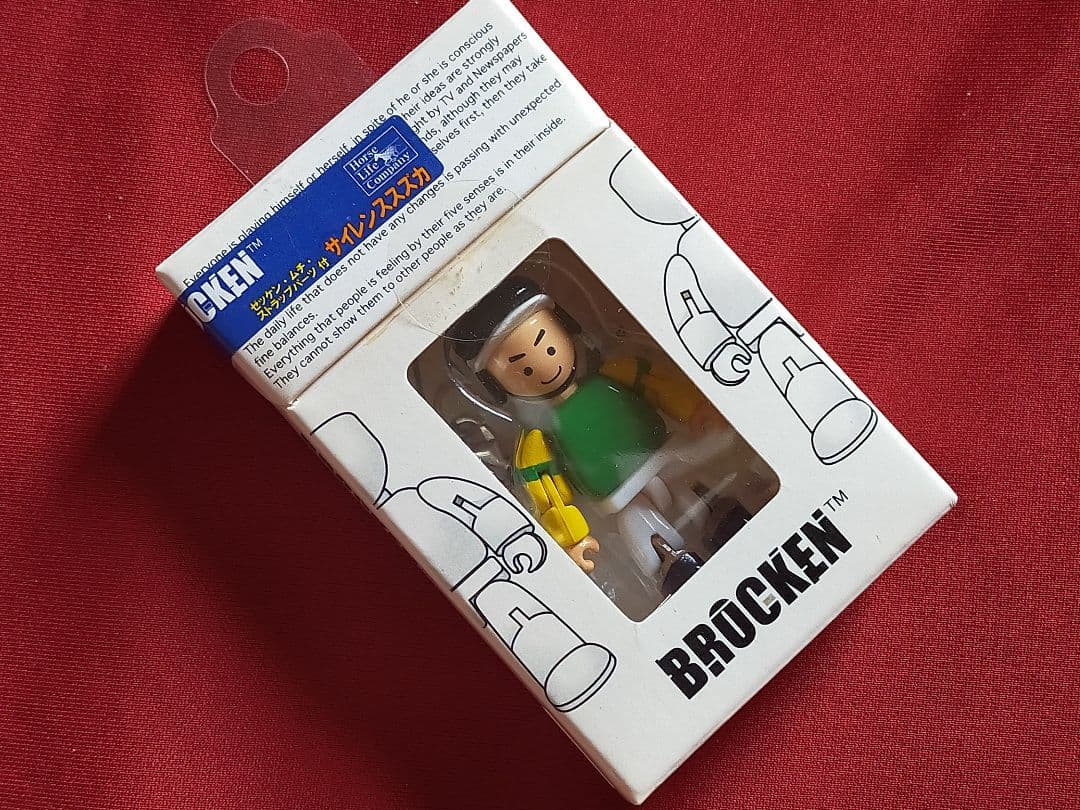 Everyone is playing himself or herself, in spite of he or she is conscious
their ideas are strongly
ght by TV and Newspapers
nds, although they may
selves first, then they take
The daily life that does not have any changes is passing with unexpected
fine balances.
Everything that people is feeling by their five senses is in their inside.
They cannot show them to other people as they are.
Horse
Life
Company
CKEN™
ゼッケン・ムチ・
ストラップパーツ 付
サイレンススズカ
BROCKEN™